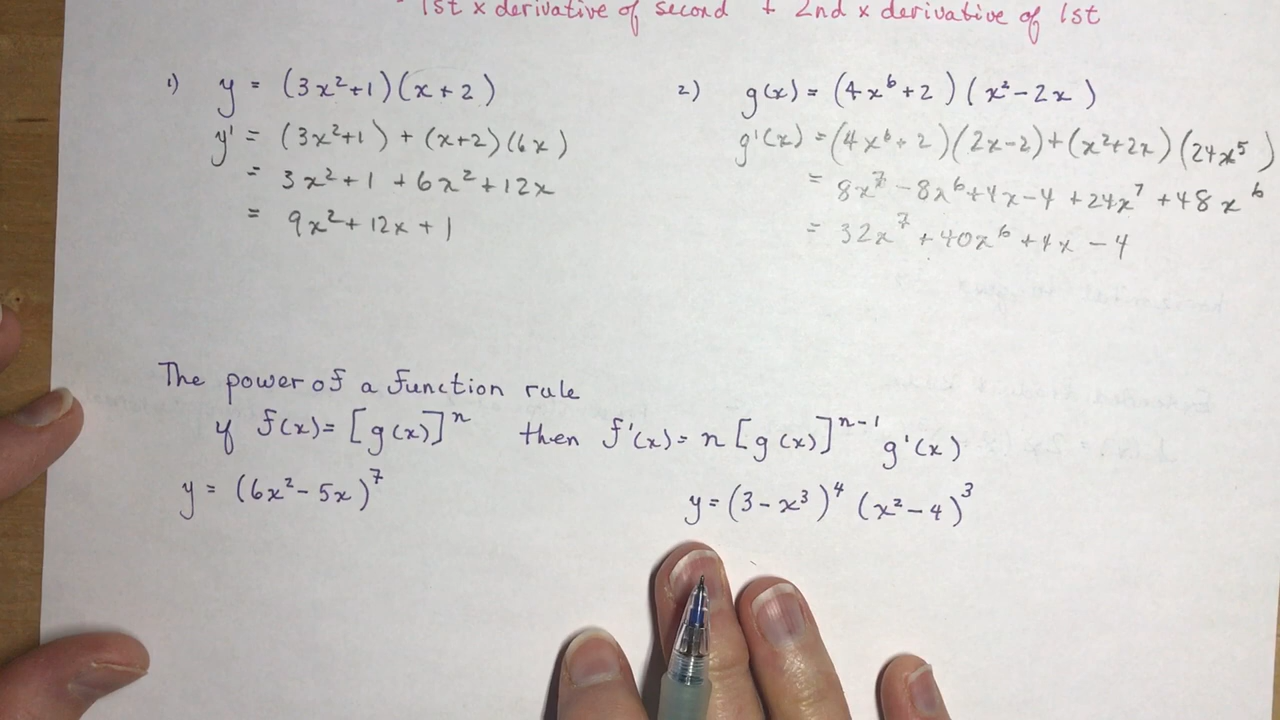 1st x derivative of second + 2nd x derivative of 1st
1) y = (3x²+1)(x+2)
y' = (3x²+1) + (x+2)(6x)
= 3x²+1 + 6x²+12x
= 9x²+12x+1
2) g(x) = (4x⁶+2)(x²-2x)
g'(x) = (4x⁶+2)(2x-2)+(x²+2x)(24x⁵)
= 8x⁷-8x⁶+4x-4+24x⁷+48x⁶
= 32x⁷+40x⁶+4x-4
The power of a function rule
if f(x)=[g(x)]ⁿ then f'(x)=n[g(x)]ⁿ⁻¹ g'(x)
y = (6x²-5x)⁷
y=(3-x³)⁴ (x²-4)³